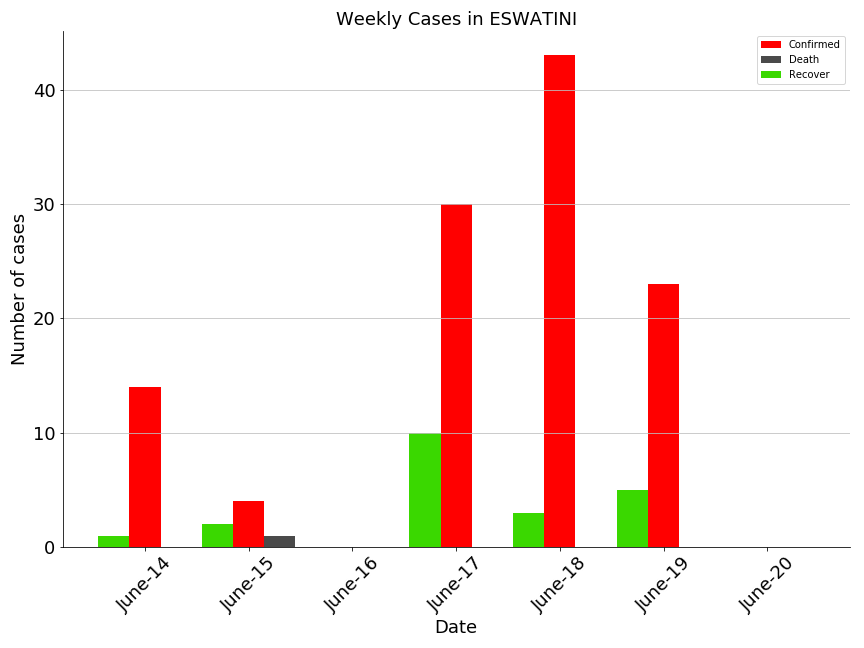 Weekly Cases in ESWATINI
Confirmed
Death
Recover
Number of cases
40
30
20
10
0
June-14
June-15
June-16
June-17
June-18
June-19
June-20
Date